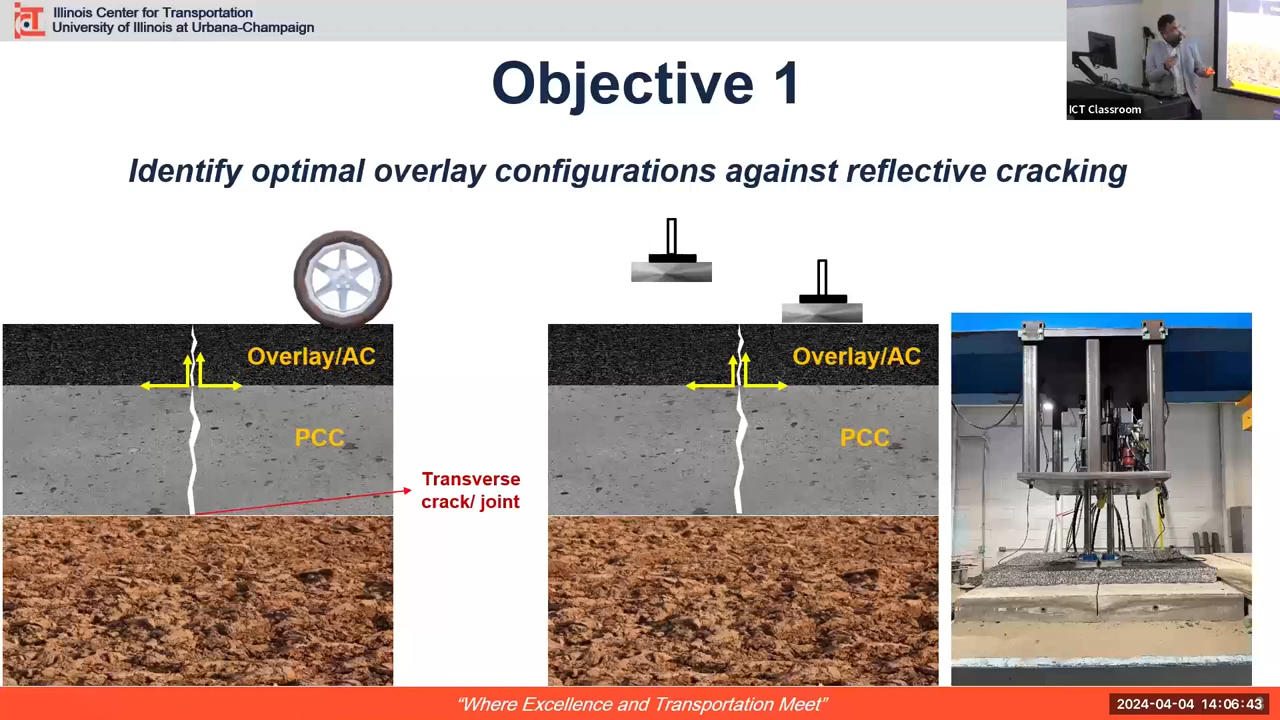 Illinois Center for Transportation
University of Illinois at Urbana-Champaign
ICT Classroom
Objective 1
Identify optimal overlay configurations against reflective cracking
Overlay/AC
PCC
Transverse
crack/ joint
Overlay/AC
PCC
“Where Excellence and Transportation Meet”
2024-04-04 14:06:43